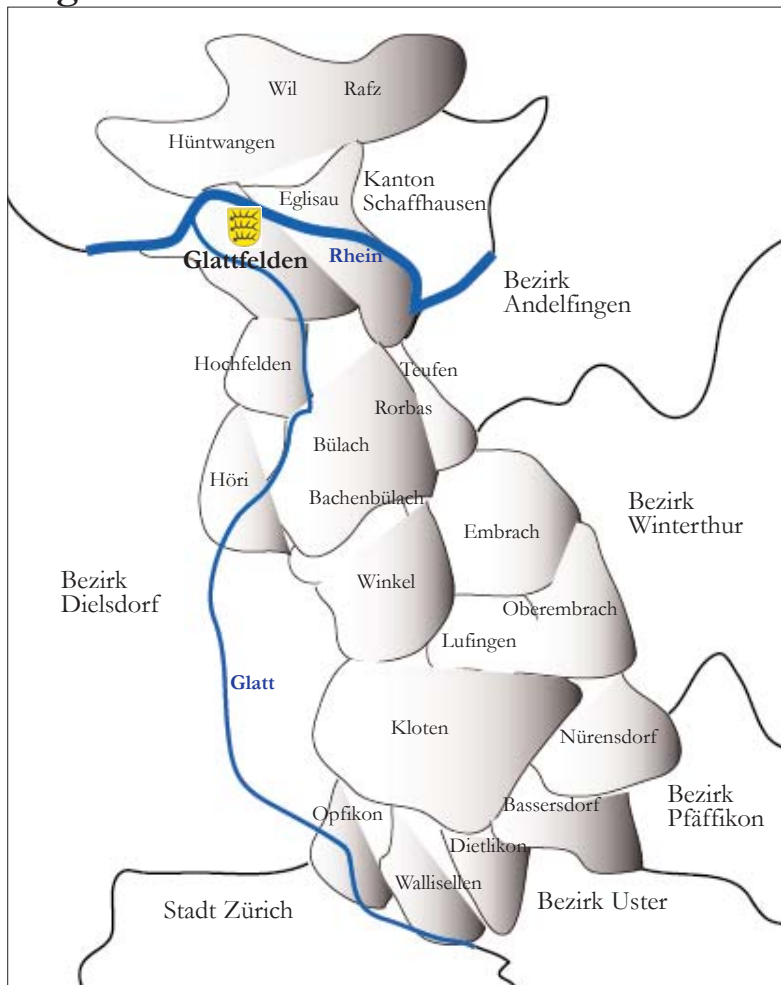 Wil
Rafz
Hüntwangen
Eglisau
Kanton
Schaffhausen
Glattfelden
Rhein
Bezirk
Andelfingen
Hochfelden
Teufen
Rorbas
Bülach
Höri
Bachenbülach
Embrach
Bezirk
Winterthur
Bezirk
Dielsdorf
Winkel
Oberembrach
Lufingen
Glatt
Kloten
Nürensdorf
Opfikon
Bassersdorf
Bezirk
Pfäffikon
Dietlikon
Wallisellen
Stadt Zürich
Bezirk Uster